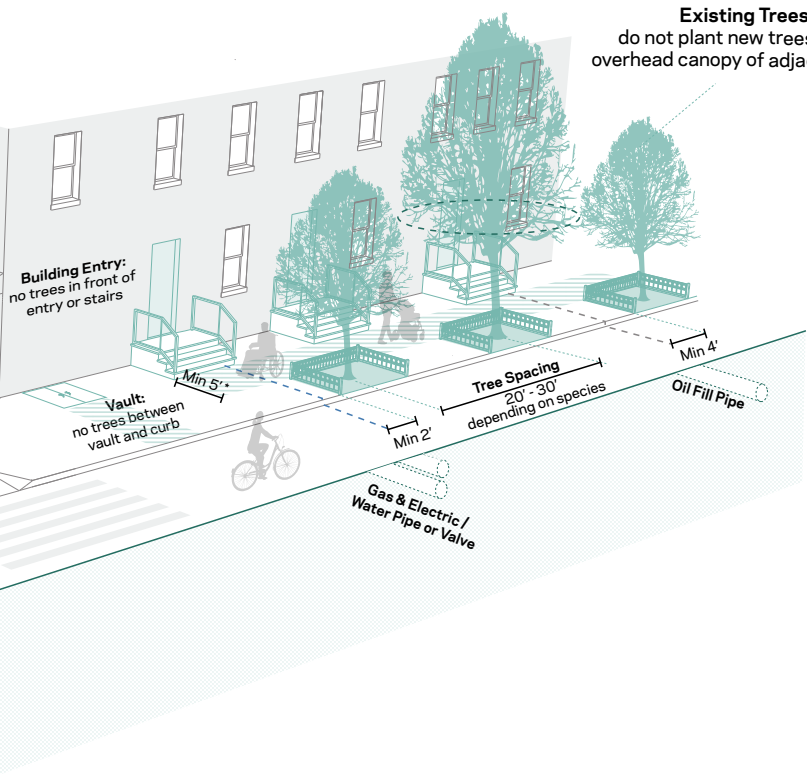 Existing Trees
do not plant new trees
overhead canopy of
Building Entry:
no trees in front of
entry or stairs
Min 5'*
Vault:
no trees between
vault and curb
Min 2'
Tree Spacing
20' - 30'
depending on species
Min 4'
Oil Fill Pipe
Gas & Electric /
Water Pipe or Valve